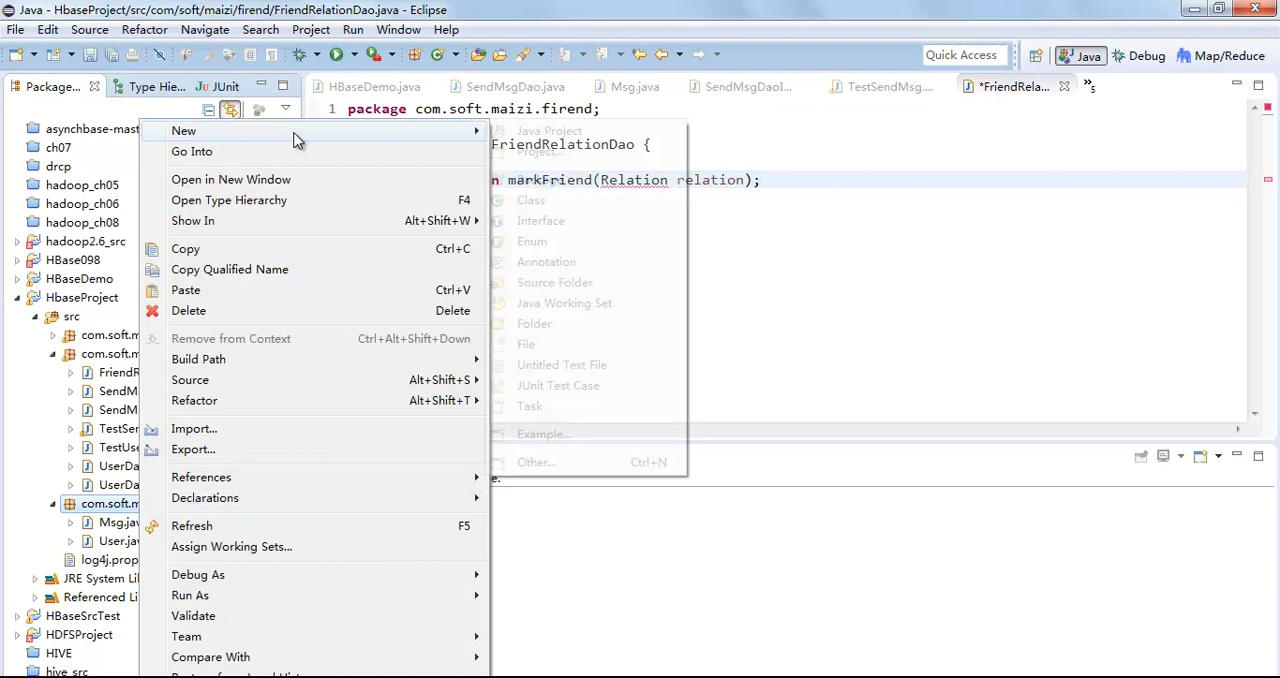 Java - HbaseProject/src/com/soft/maizi/firend/FriendRelationDao.java - Eclipse
File Edit Source Refactor Navigate Search Project Run Window Help
Quick Access Java Debug Map/Reduce
Package... Type Hie... JUnit
HBaseDemo.java SendMsgDao.java Msg.java SendMsgDaoI... TestSendMsg.... *FriendRela... »5
package com.soft.maizi.firend;
FriendRelationDao {
n markFriend(Relation relation);
asynchbase-mast
ch07
drcp
hadoop_ch05
hadoop_ch06
hadoop_ch08
hadoop2.6_src
HBase098
HBaseDemo
HbaseProject
src
com.soft.m
com.soft.m
FriendR
SendM
SendM
TestSer
TestUse
UserDa
UserDa
com.soft.m
Msg.jav
User.jav
log4j.prop
JRE System Lil
Referenced Li
HBaseSrcTest
HDFSProject
HIVE
hive_src
New
Go Into
Open in New Window
Open Type Hierarchy F4
Show In Alt+Shift+W
Copy Ctrl+C
Copy Qualified Name
Paste Ctrl+V
Delete Delete
Remove from Context Ctrl+Alt+Shift+Down
Build Path
Source Alt+Shift+S
Refactor Alt+Shift+T
Import...
Export...
References
Declarations
Refresh F5
Assign Working Sets...
Debug As
Run As
Validate
Team
Compare With
Java Project
Project...
Class
Interface
Enum
Annotation
Source Folder
Java Working Set
Folder
File
Untitled Text File
JUnit Test Case
Task
Example...
Other... Ctrl+N